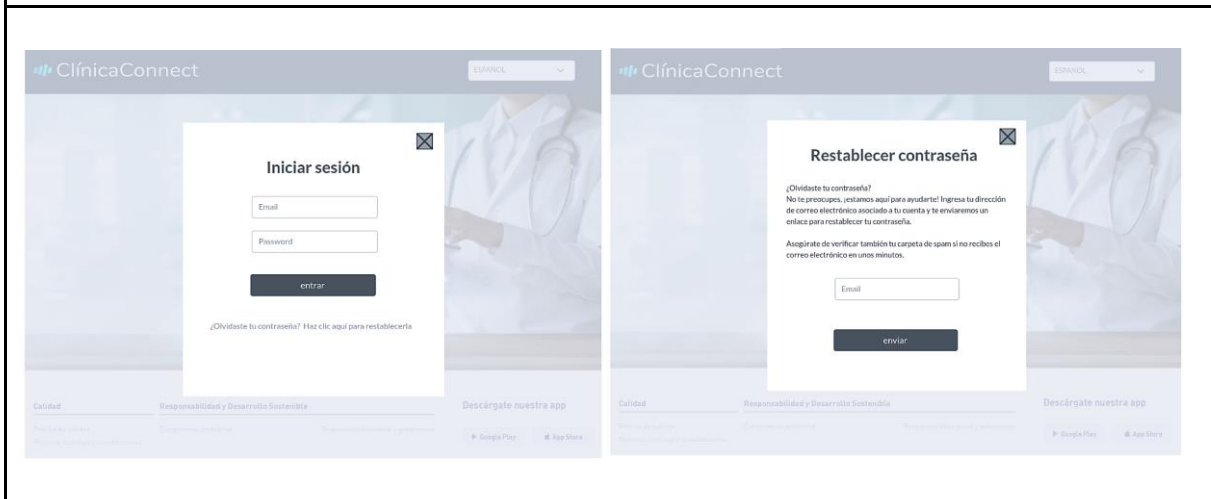 ClínicaConnect
ESPAÑOL
Iniciar sesión
Email
Password
entrar
¿Olvidaste tu contraseña? Haz clic aquí para restablecerla
Calidad
Responsabilidad y Desarrollo Sostenible
Descárgate nuestra app
Google Play
App Store
ClínicaConnect
ESPAÑOL
Restablecer contraseña
¿Olvidaste tu contraseña?
No te preocupes, ¡estamos aquí para ayudarte! Ingresa tu dirección
de correo electrónico asociado a tu cuenta y te enviaremos un
enlace para restablecer tu contraseña.
Asegúrate de verificar también tu carpeta de spam si no recibes el
correo electrónico en unos minutos.
Email
enviar
Calidad
Responsabilidad y Desarrollo Sostenible
Descárgate nuestra app
Google Play
App Store